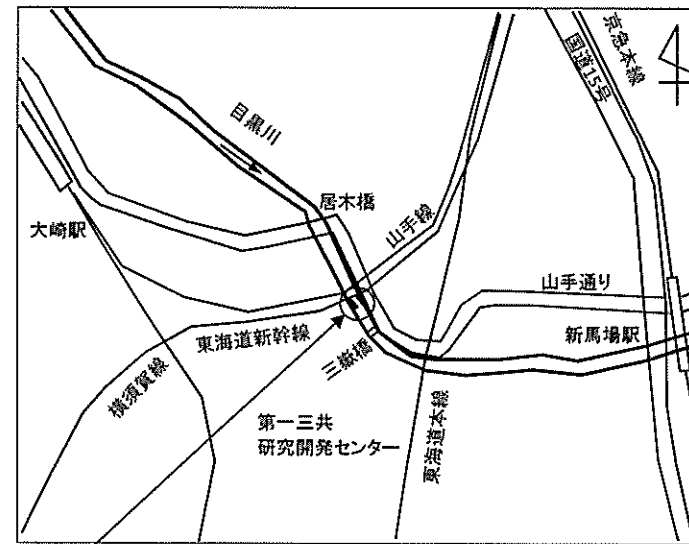 京急本線
国道15号
目黒川
居木橋
山手線
大崎駅
山手通り
東海道新幹線
新馬場駅
三嶽橋
横須賀線
第一三共
研究開発センター
東海道本線